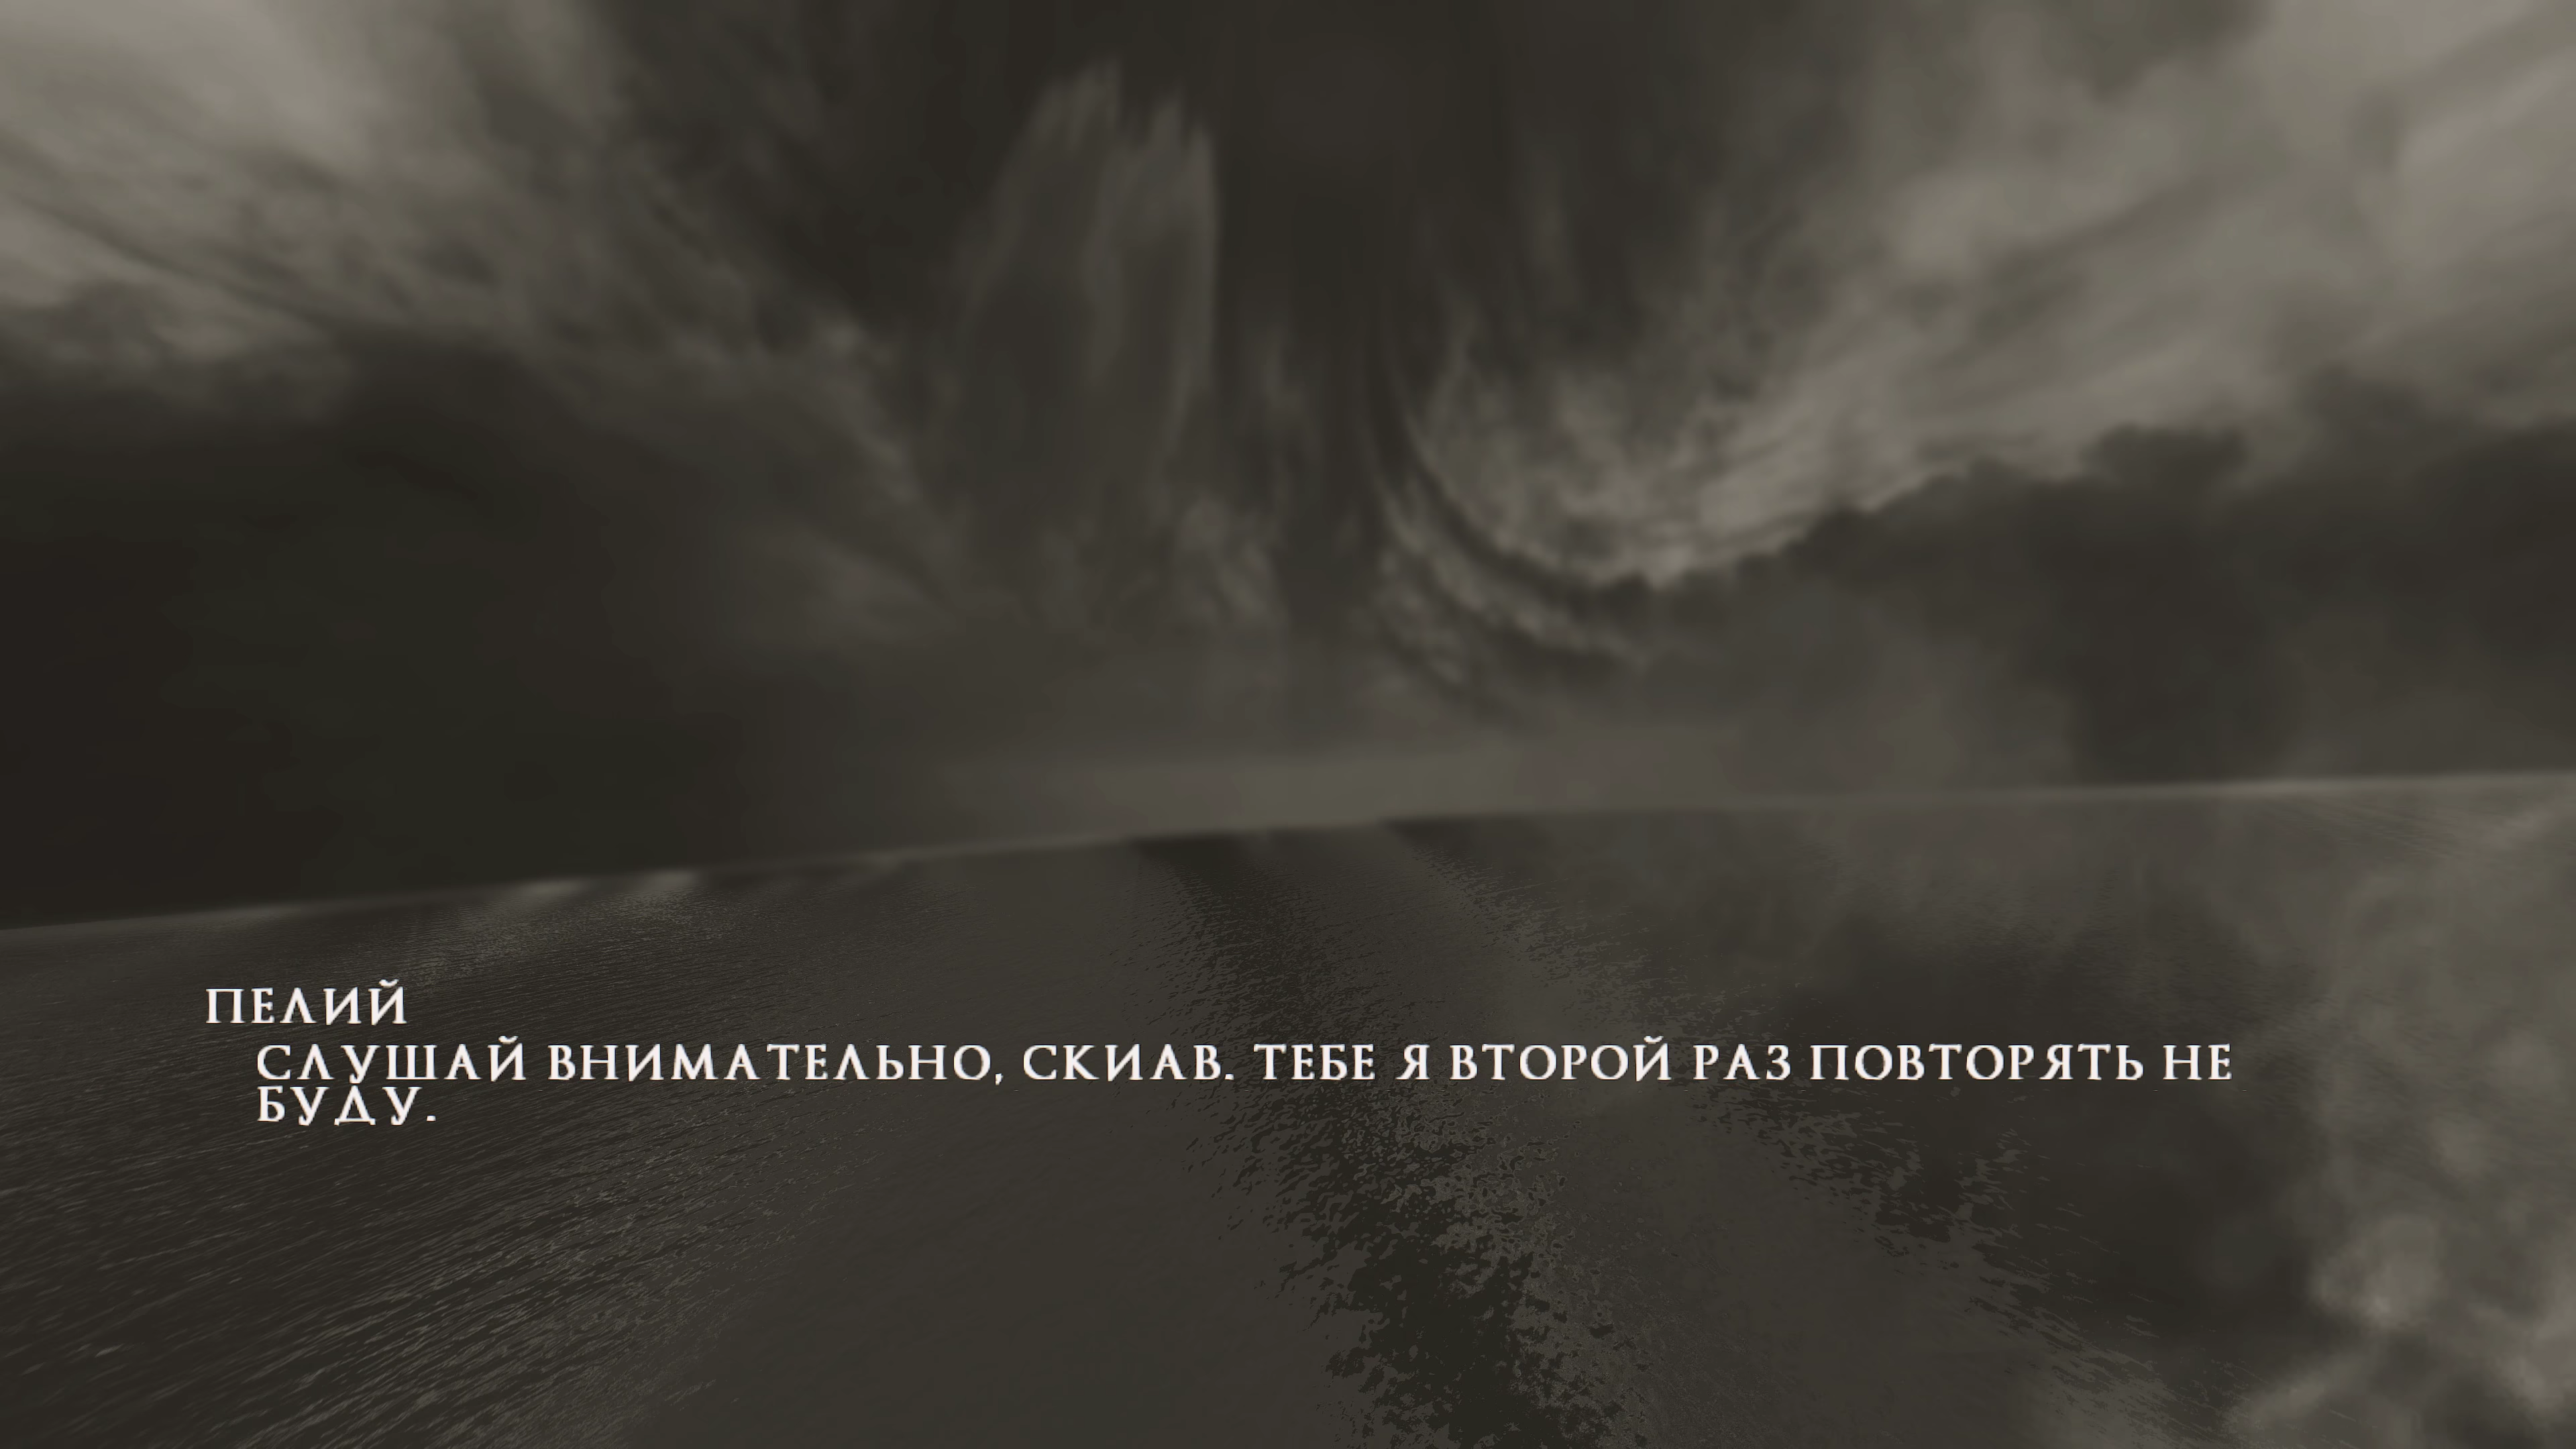 ПЕЛИЙ
СЛУШАЙ ВНИМАТЕЛЬНО, СКИАВ. ТЕБЕ Я ВТОРОЙ РАЗ ПОВТОРЯТЬ НЕ
БУДУ.